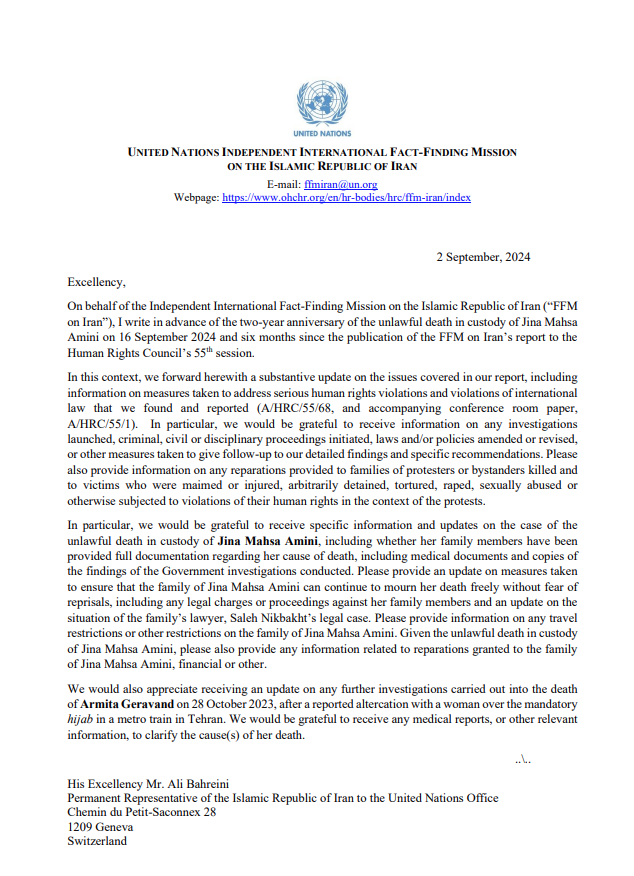 UNITED NATIONS
UNITED NATIONS INDEPENDENT INTERNATIONAL FACT-FINDING MISSION
ON THE ISLAMIC REPUBLIC OF IRAN
E-mail: ffmiran@un.org
Webpage: https://www.ohchr.org/en/hr-bodies/hrc/ffm-iran/index
2 September, 2024
Excellency,
On behalf of the Independent International Fact-Finding Mission on the Islamic Republic of Iran (“FFM
on Iran”), I write in advance of the two-year anniversary of the unlawful death in custody of Jina Mahsa
Amini on 16 September 2024 and six months since the publication of the FFM on Iran’s report to the
Human Rights Council’s 55th session.
In this context, we forward herewith a substantive update on the issues covered in our report, including
information on measures taken to address serious human rights violations and violations of international
law that we found and reported (A/HRC/55/68, and accompanying conference room paper,
A/HRC/55/1). In particular, we would be grateful to receive information on any investigations
launched, criminal, civil or disciplinary proceedings initiated, laws and/or policies amended or revised,
or other measures taken to give follow-up to our detailed findings and specific recommendations. Please
also provide information on any reparations provided to families of protesters or bystanders killed and
to victims who were maimed or injured, arbitrarily detained, tortured, raped, sexually abused or
otherwise subjected to violations of their human rights in the context of the protests.
In particular, we would be grateful to receive specific information and updates on the case of the
unlawful death in custody of Jina Mahsa Amini, including whether her family members have been
provided full documentation regarding her cause of death, including medical documents and copies of
the findings of the Government investigations conducted. Please provide an update on measures taken
to ensure that the family of Jina Mahsa Amini can continue to mourn her death freely without fear of
reprisals, including any legal charges or proceedings against her family members and an update on the
situation of the family’s lawyer, Saleh Nikbakht’s legal case. Please provide information on any travel
restrictions or other restrictions on the family of Jina Mahsa Amini. Given the unlawful death in custody
of Jina Mahsa Amini, please also provide any information related to reparations granted to the family
of Jina Mahsa Amini, financial or other.
We would also appreciate receiving an update on any further investigations carried out into the death
of Armita Geravand on 28 October 2023, after a reported altercation with a woman over the mandatory
hijab in a metro train in Tehran. We would be grateful to receive any medical reports, or other relevant
information, to clarify the cause(s) of her death.
..\..
His Excellency Mr. Ali Bahreini
Permanent Representative of the Islamic Republic of Iran to the United Nations Office
Chemin du Petit-Saconnex 28
1209 Geneva
Switzerland